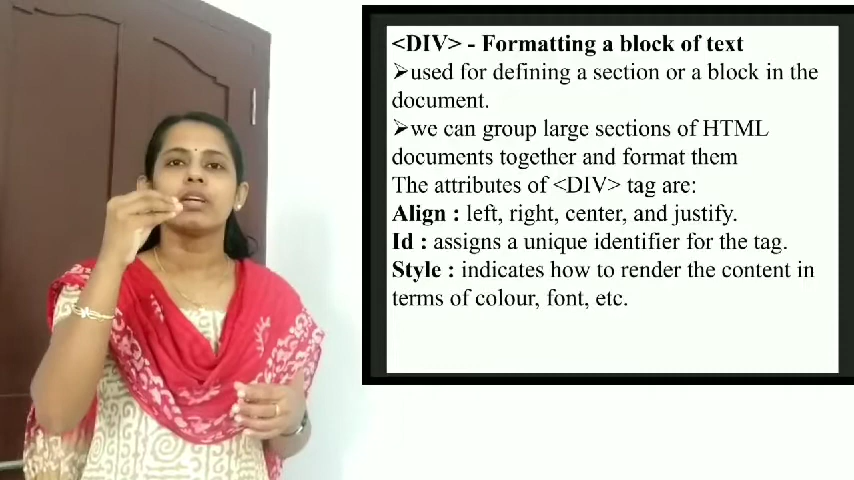 <DIV> - Formatting a block of text
➢used for defining a section or a block in the
document.
➢we can group large sections of HTML
documents together and format them
The attributes of <DIV> tag are:
Align : left, right, center, and justify.
Id : assigns a unique identifier for the tag.
Style : indicates how to render the content in
terms of colour, font, etc.